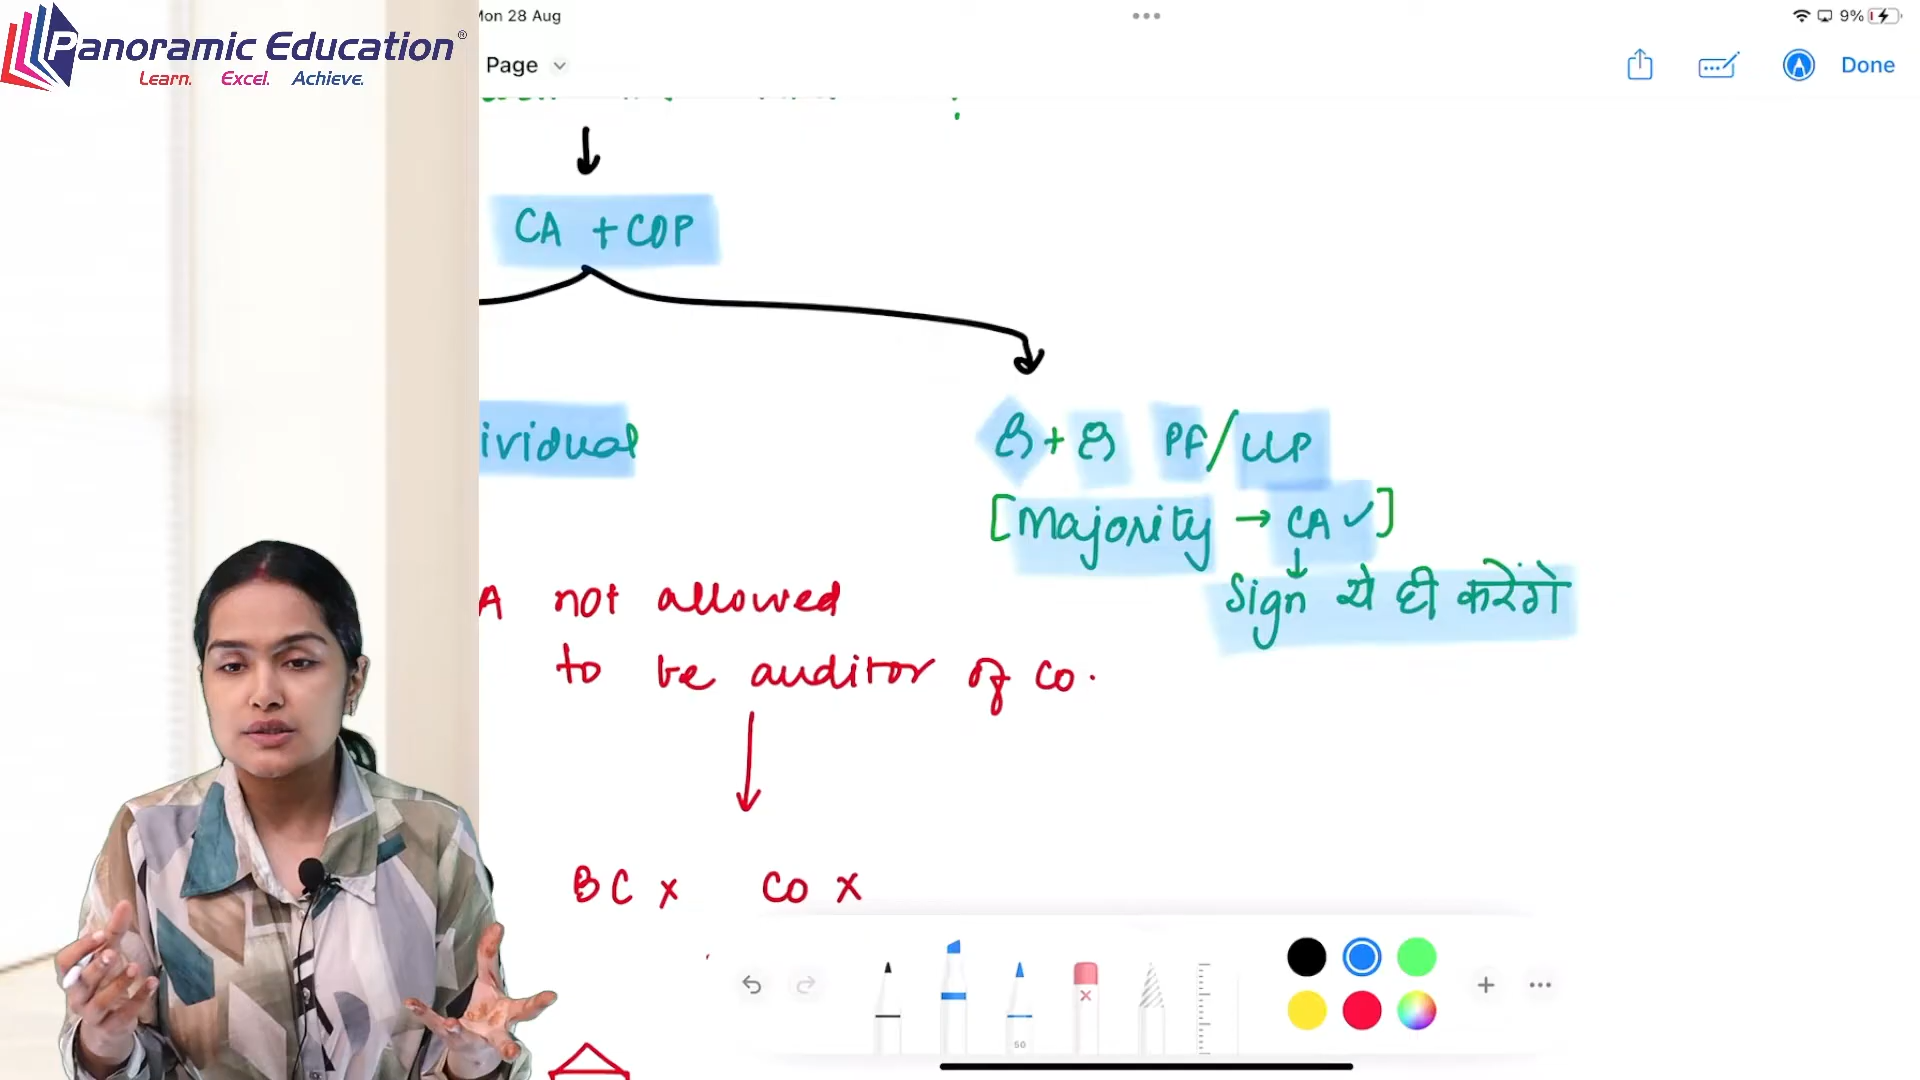 Panoramic Education®
Learn. Excel. Achieve.
Mon 28 Aug
9%
Page
Done
CA + COP
ividual
+ PF/LLP
[Majority → CA ✓]
Sign ये ही करेंगे
A not allowed
to be auditor of co.
BC x CO x
50